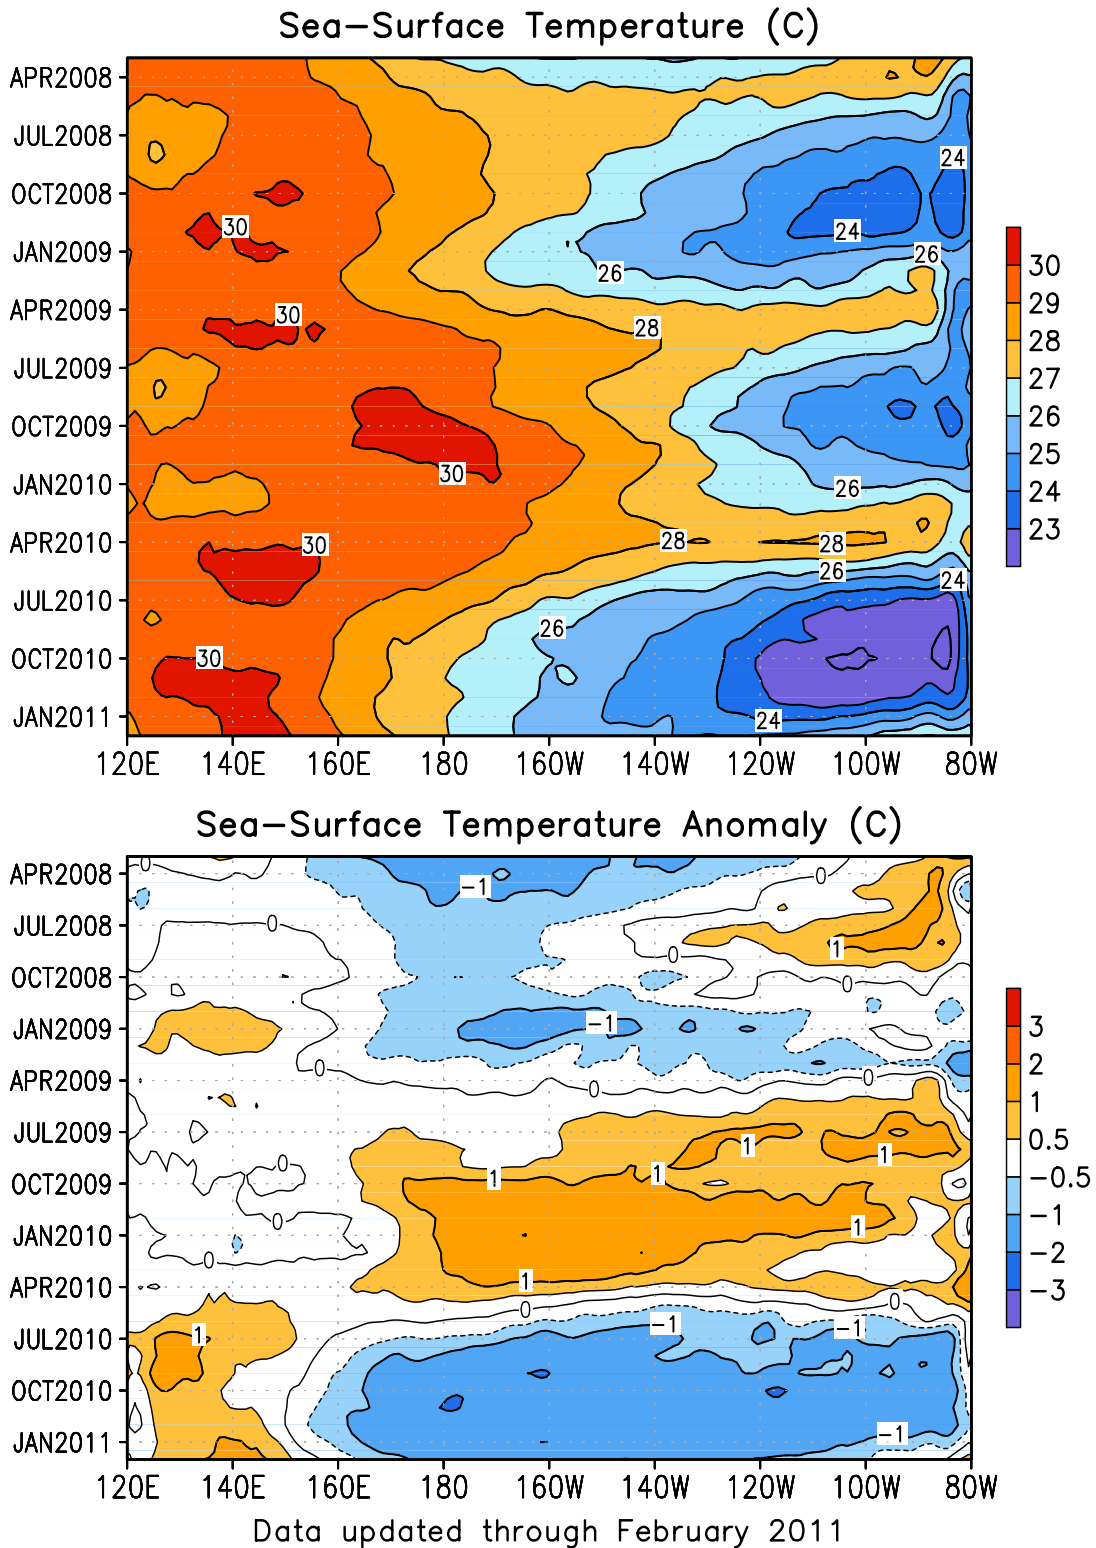 Sea-Surface Temperature (C)
APR2008
JUL2008
24
OCT2008
30
24
JAN2009
26
26
30
APR2009
30
28
29
28
JUL2009
27
26
OCT2009
25
30
24
JAN2010
26
23
APR2010
30
28
28
26
24
JUL2010
26
OCT2010
30
JAN2011
24
120E 140E 160E 180 160W 140W 120W 100W 80W
Sea-Surface Temperature Anomaly (C)
0
0
APR2008
-1
JUL2008
0
1
0
OCT2008
0
JAN2009
-1
3
0
2
APR2009
0
0
1
JUL2009
0.5
1
1
0
1
1
-0.5
OCT2009
0
1
-1
JAN2010
0
-2
APR2010
1
-3
0
0
JUL2010
1
-1
-1
OCT2010
JAN2011
-1
120E 140E 160E 180 160W 140W 120W 100W 80W
Data updated through February 2011